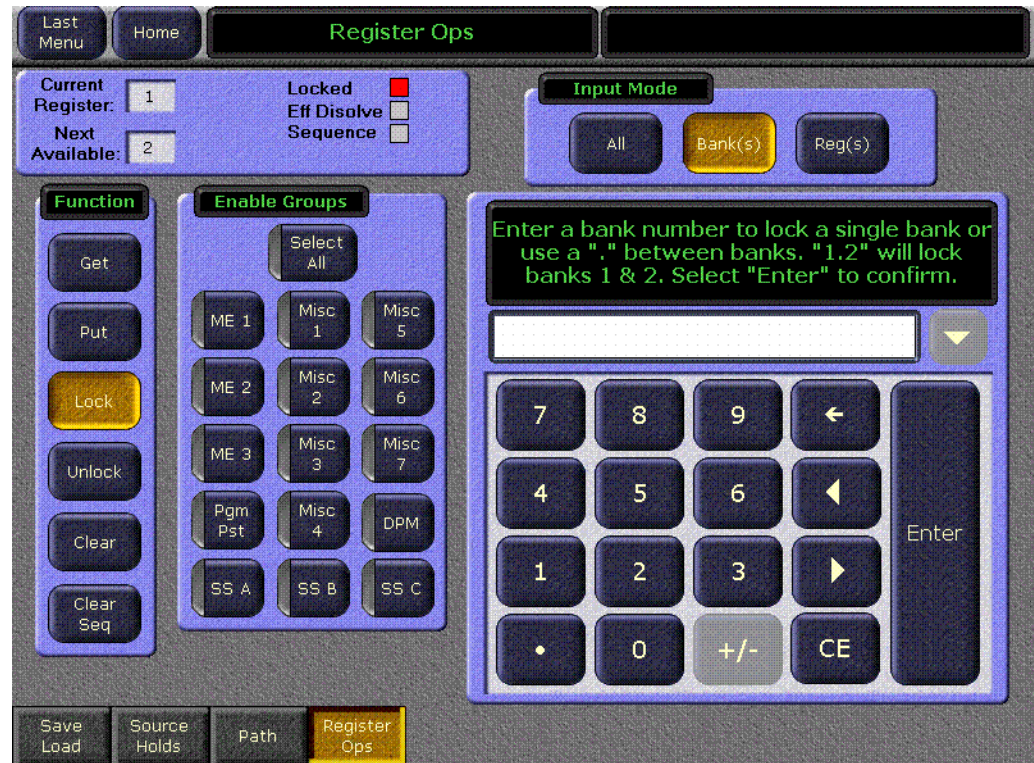 Last
Menu
Home
Register Ops
Current
Register:
1
Next
Available:
2
Locked
Eff Disolve
Sequence
Input Mode
All
Bank(s)
Reg(s)
Function
Get
Put
Lock
Unlock
Clear
Clear
Seq
Enable Groups
Select
All
ME 1
Misc
1
Misc
5
ME 2
Misc
2
Misc
6
ME 3
Misc
3
Misc
7
Pgm
Pst
Misc
4
DPM
SS A
SS B
SS C
Enter a bank number to lock a single bank or
use a "." between banks. "1.2" will lock
banks 1 & 2. Select "Enter" to confirm.
7
8
9
4
5
6
1
2
3
.
0
+/-
CE
Enter
Save
Load
Source
Holds
Path
Register
Ops